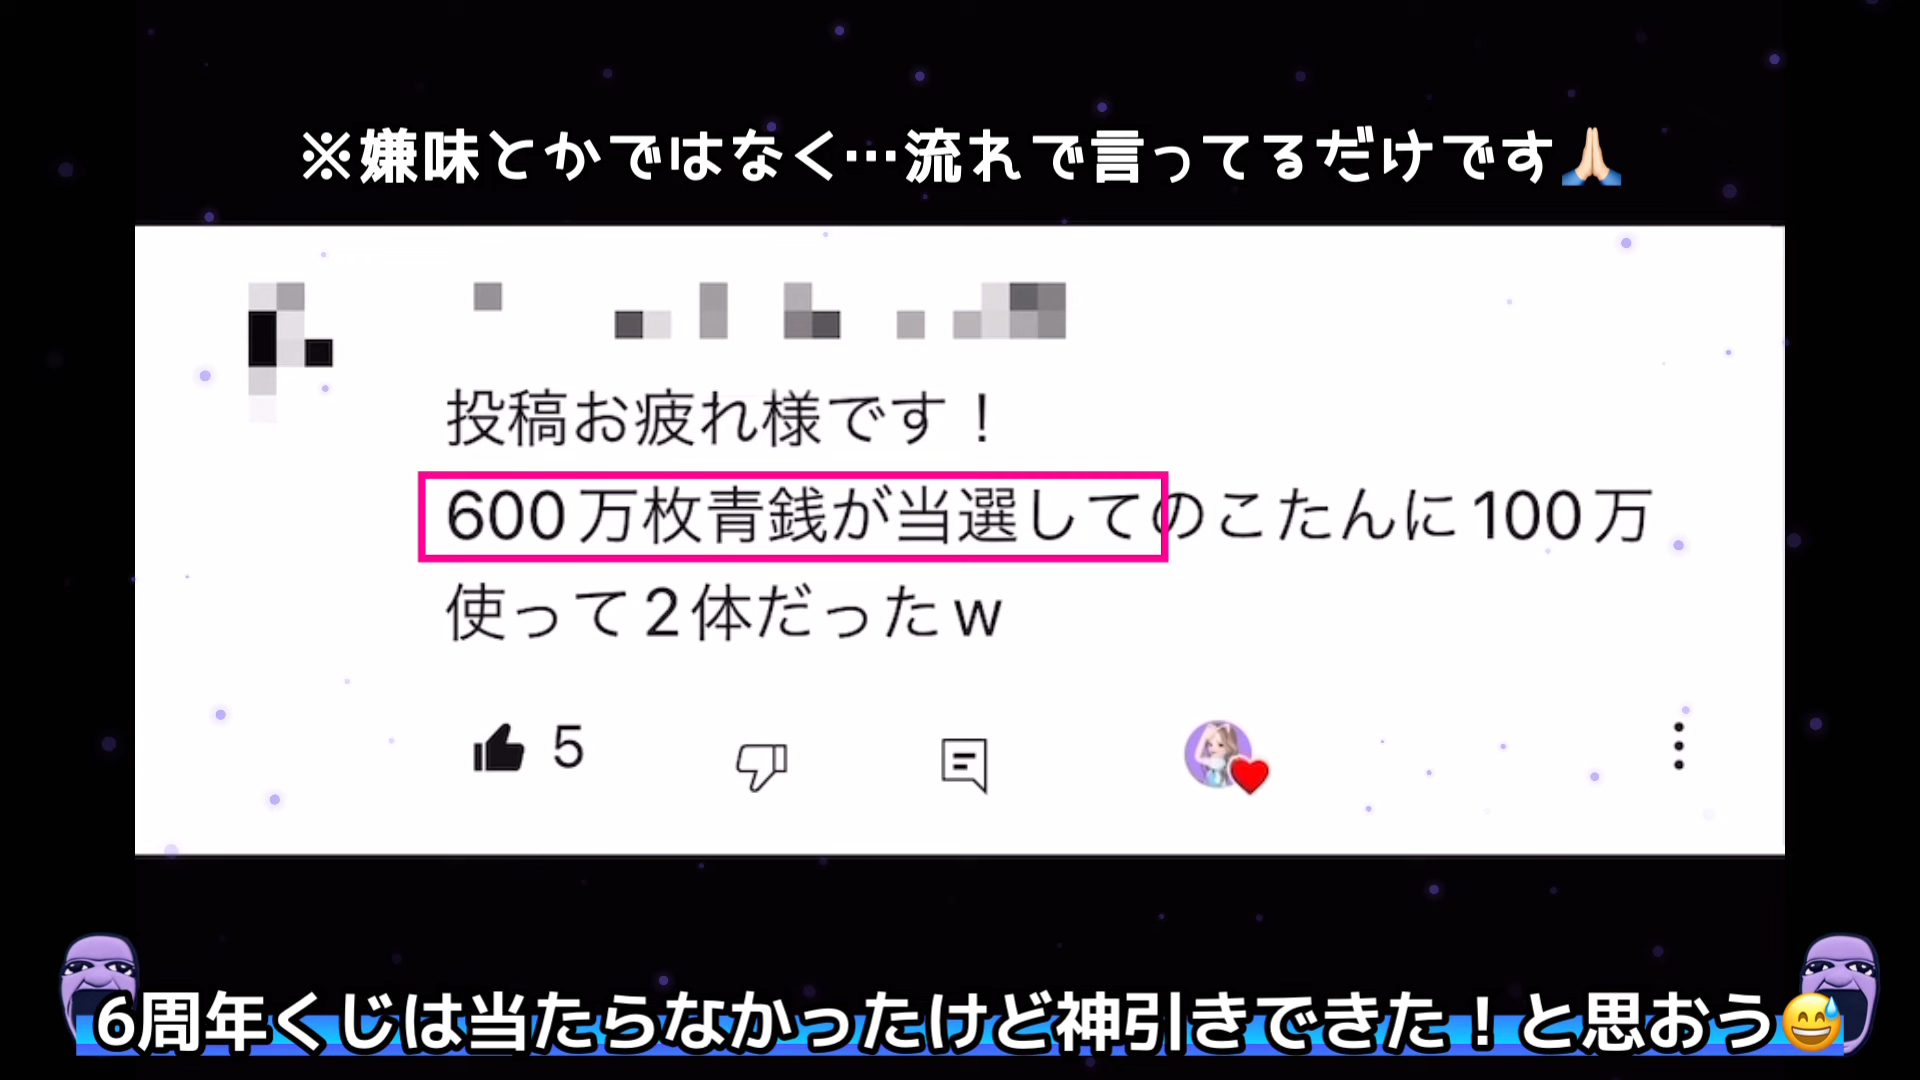 ※嫌味とかではなく…流れで言ってるだけです🙏🏻
投稿お疲れ様です！
600万枚青銭が当選してのこたんに100万
使って2体だったw
5
6周年くじは当たらなかったけど神引きできた！と思おう😅